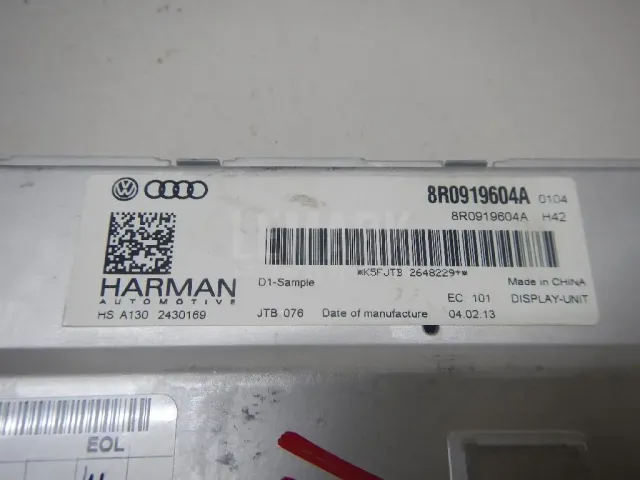 8R0919604A 0104
8R0919604A H42
HARMAN
AUTOMOTIVE
D1-Sample
*K5FJTB 2648229+*
Made in CHINA
EC 101 DISPLAY-UNIT
HS A130 2430169 JTB 076 Date of manufacture 04.02.13
EOL